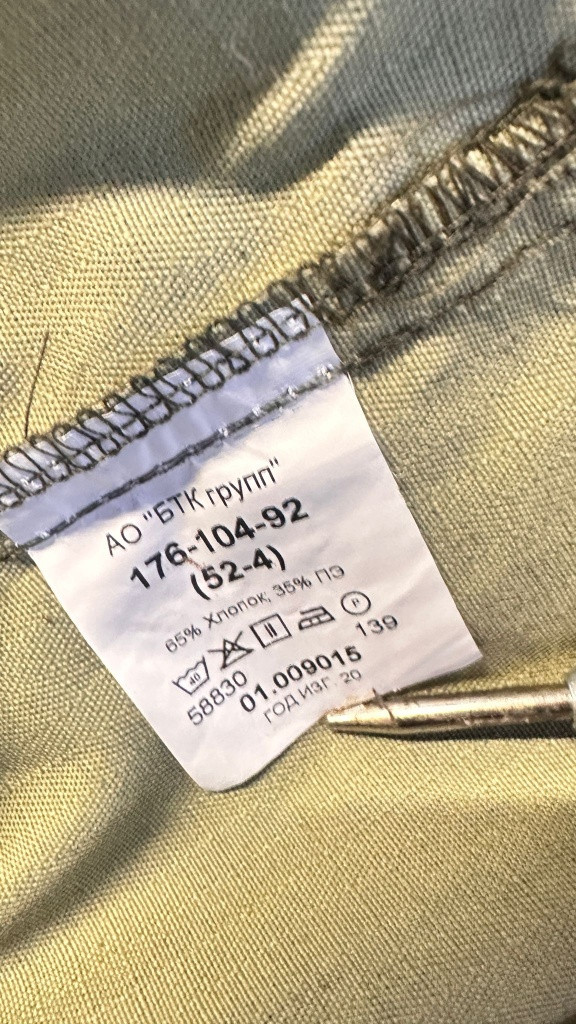 АО "БТК групп"
176-104-92
(52-4)
65% Хлопок, 35% ПЭ
40 P
58830 139
01.009015
ГОД ИЗГ. 20